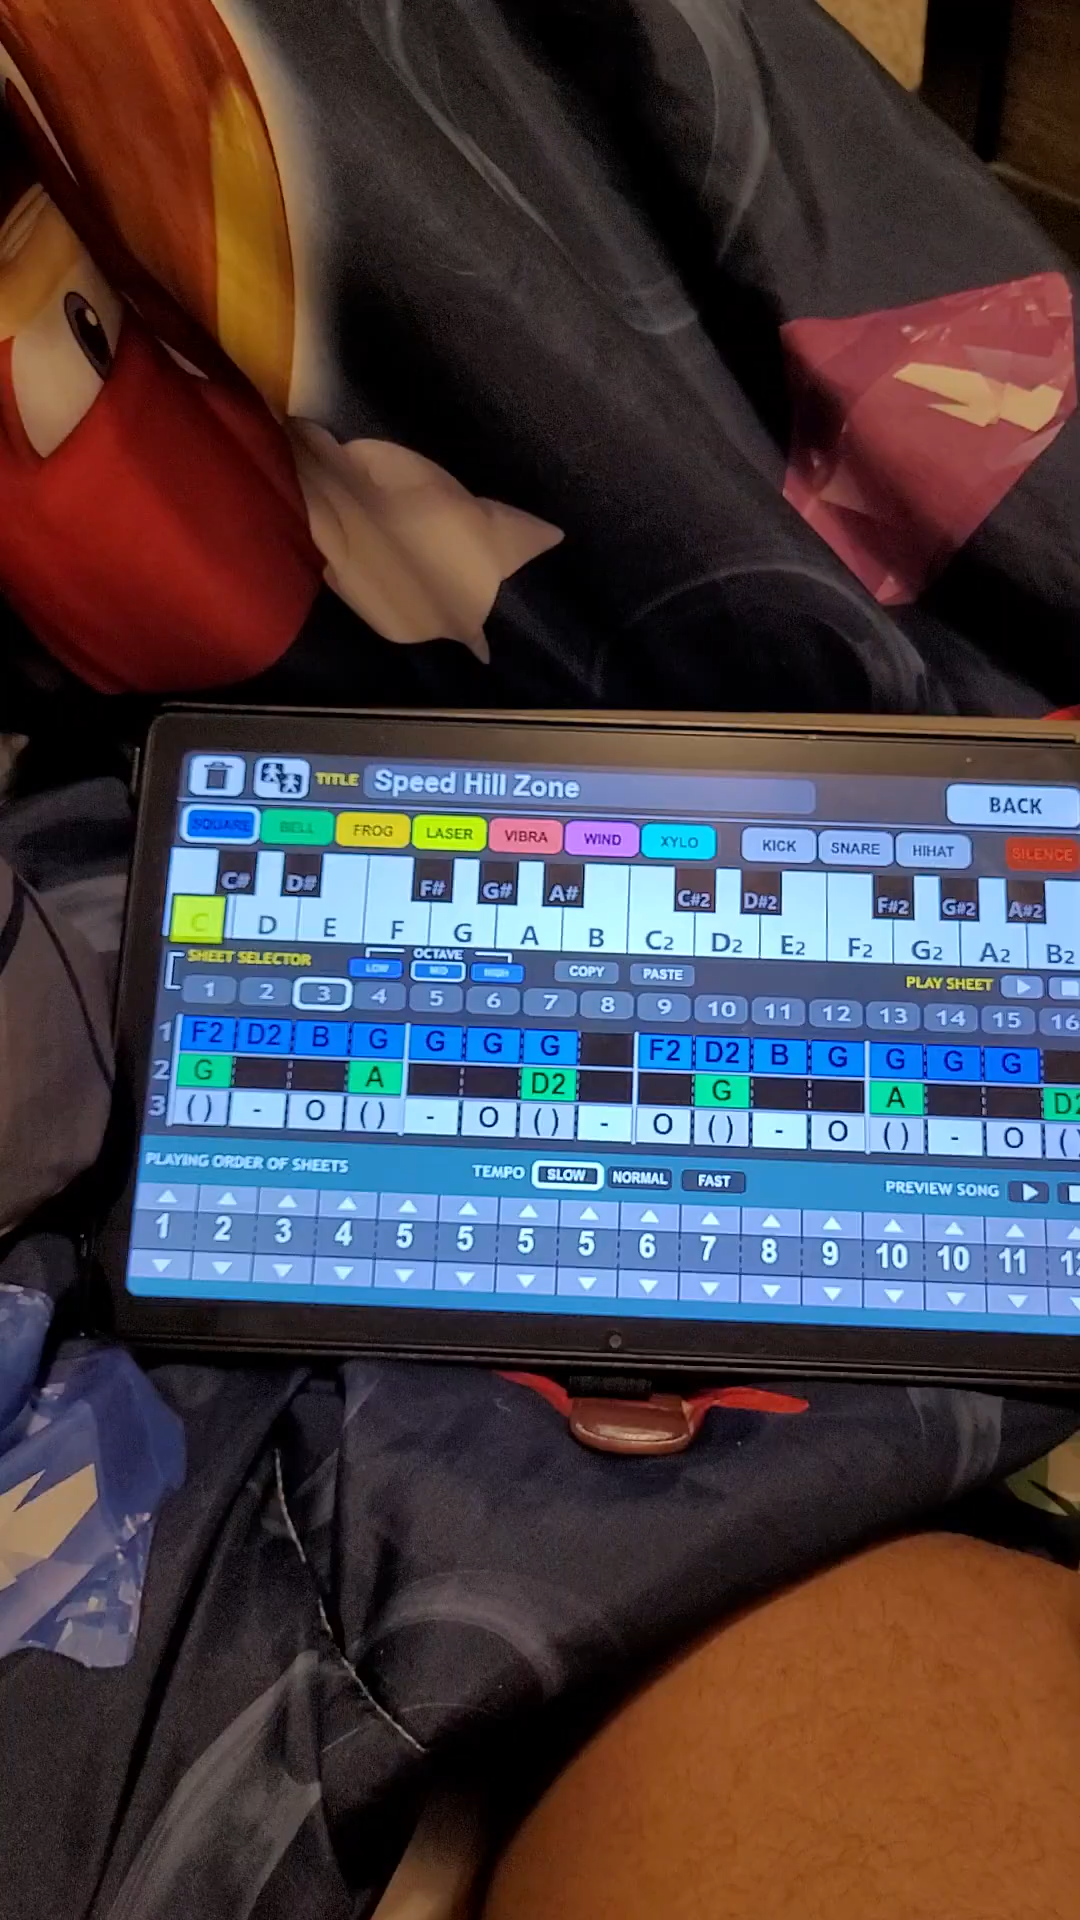 TITLE Speed Hill Zone BACK
SQUARE BELL FROG LASER VIBRA WIND XYLO KICK SNARE HIHAT SILENCE
C# D# F# G# A# C#2 D#2 F#2 G#2 A#2
C D E F G A B C2 D2 E2 F2 G2 A2 B2
SHEET SELECTOR OCTAVE
LOW MID HIGH COPY PASTE PLAY SHEET
1 2 3 4 5 6 7 8 9 10 11 12 13 14 15 16
1 F2 D2 B G G G G F2 D2 B G G G G
2 G A D2 G A D2
3 ( ) - O ( ) - O ( ) - O ( ) - O ( ) - O (
PLAYING ORDER OF SHEETS TEMPO SLOW NORMAL FAST PREVIEW SONG
1 2 3 4 5 5 5 5 6 7 8 9 10 10 11 12